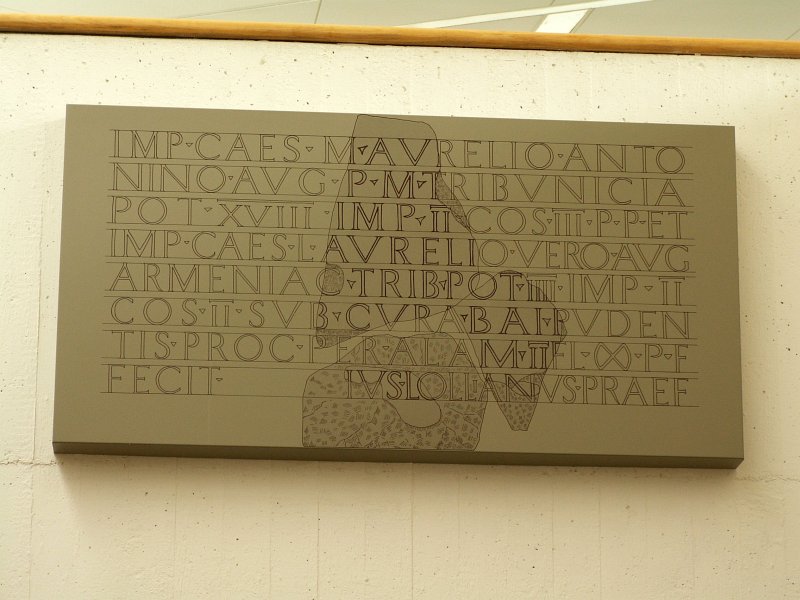 IMP·CAES·M·AVRELIO·ANTO
NINO·AVG·P·M·TRIBVNICIA
POT·XVIII·IMP·II·COS·III·P·P·ET
IMP·CAES·L·AVRELIO·VERO·AVG
ARMENIACO·TRIB·POT·IIII·IMP·II
COS·II·SVB·CVRA·BAI·PVDEN
TIS·PROC·PER·ALAM·II·FL·∞·P·F
FECIT· IVS·LOLLIANVS·PRAEF